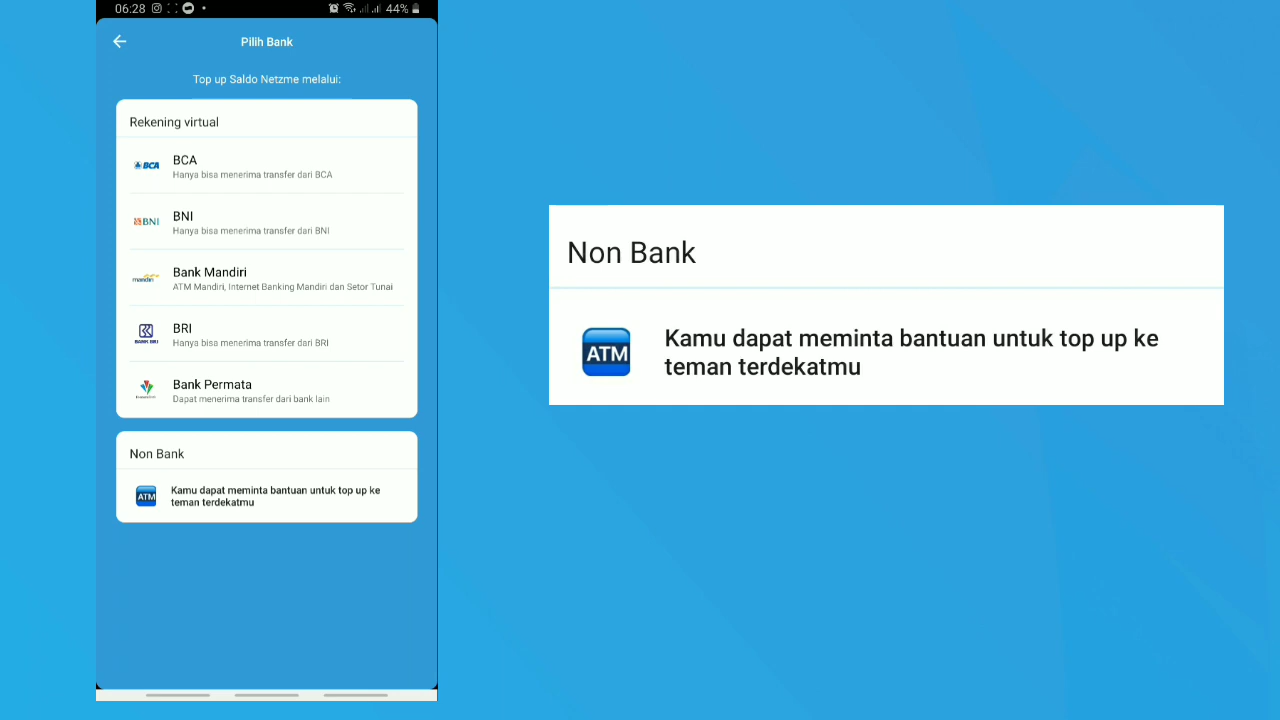 06:28
44%
Pilih Bank
Top up Saldo Netzme melalui:
Rekening virtual
BCA
BCA
Hanya bisa menerima transfer dari BCA
BNI
BNI
Hanya bisa menerima transfer dari BNI
mandiri
Bank Mandiri
ATM Mandiri, Internet Banking Mandiri dan Setor Tunai
BANK BRI
BRI
Hanya bisa menerima transfer dari BRI
Bank Permata
Dapat menerima transfer dari bank lain
Non Bank
ATM
Kamu dapat meminta bantuan untuk top up ke
teman terdekatmu
Non Bank
ATM
Kamu dapat meminta bantuan untuk top up ke
teman terdekatmu